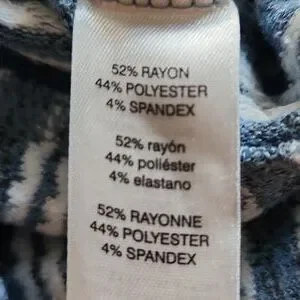 52% RAYON
44% POLYESTER
4% SPANDEX
52% rayón
44% poliéster
4% elastano
52% RAYONNE
44% POLYESTER
4% SPANDEX